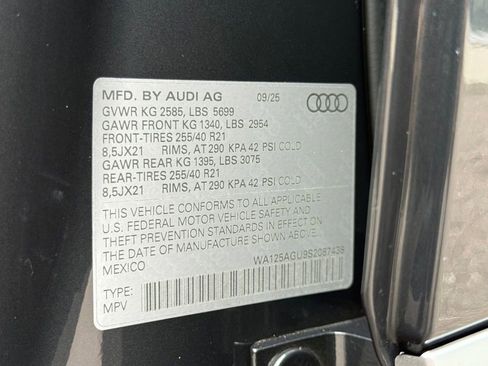 MFD. BY AUDI AG 09/25
GVWR KG 2585, LBS 5699
GAWR FRONT KG 1340, LBS 2954
FRONT-TIRES 255/40 R21
8,5JX21 RIMS, AT 290 KPA 42 PSI COLD
GAWR REAR KG 1395, LBS 3075
REAR-TIRES 255/40 R21
8,5JX21 RIMS, AT 290 KPA 42 PSI COLD
THIS VEHICLE CONFORMS TO ALL APPLICABLE
U.S. FEDERAL MOTOR VEHICLE SAFETY AND
THEFT PREVENTION STANDARDS IN EFFECT ON
THE DATE OF MANUFACTURE SHOWN ABOVE.
MEXICO
WA125AGU9S2087438
TYPE:
MPV